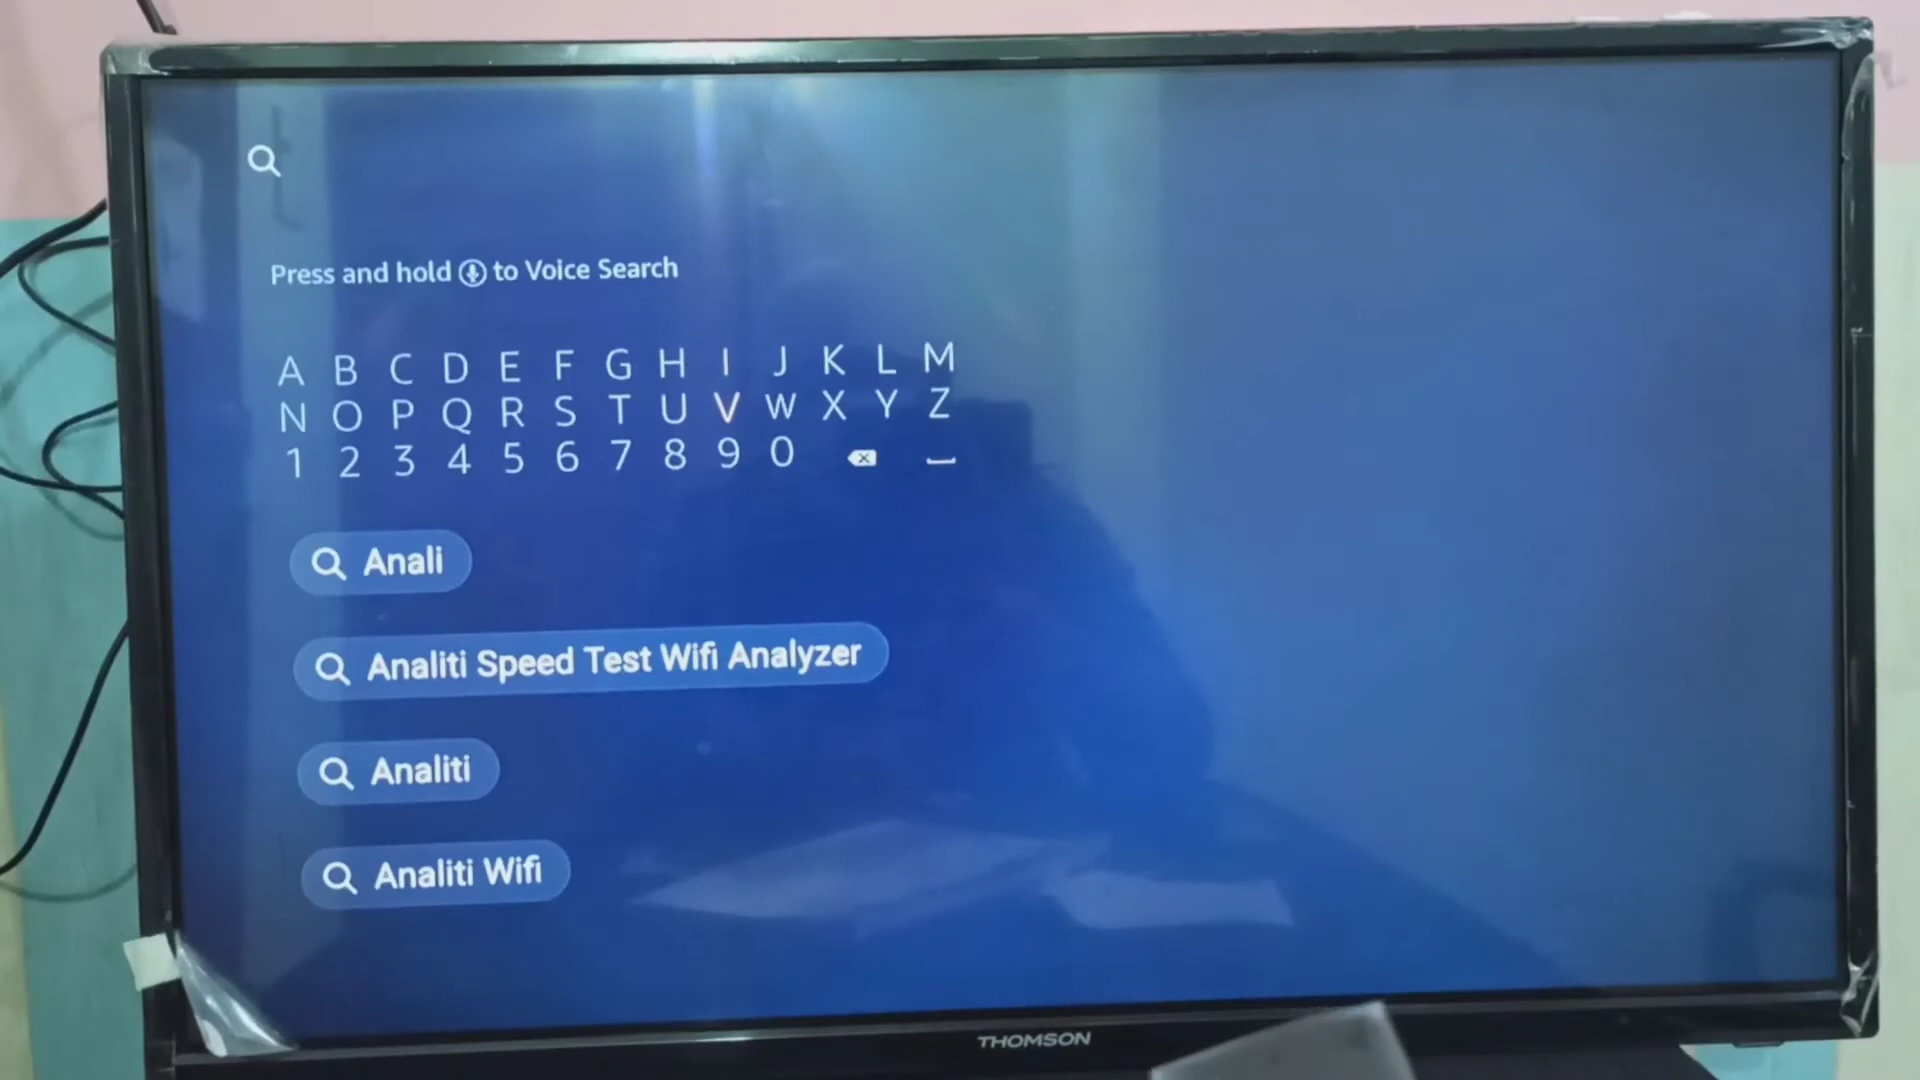 Press and hold to Voice Search
A B C D E F G H I J K L M
N O P Q R S T U V W X Y Z
1 2 3 4 5 6 7 8 9 0
Anali
Analiti Speed Test Wifi Analyzer
Analiti
Analiti Wifi
THOMSON